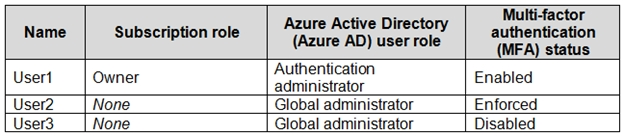 Name Subscription role Azure Active Directory (Azure AD) user role Multi-factor authentication (MFA) status
User1 Owner Authentication administrator Enabled
User2 None Global administrator Enforced
User3 None Global administrator Disabled